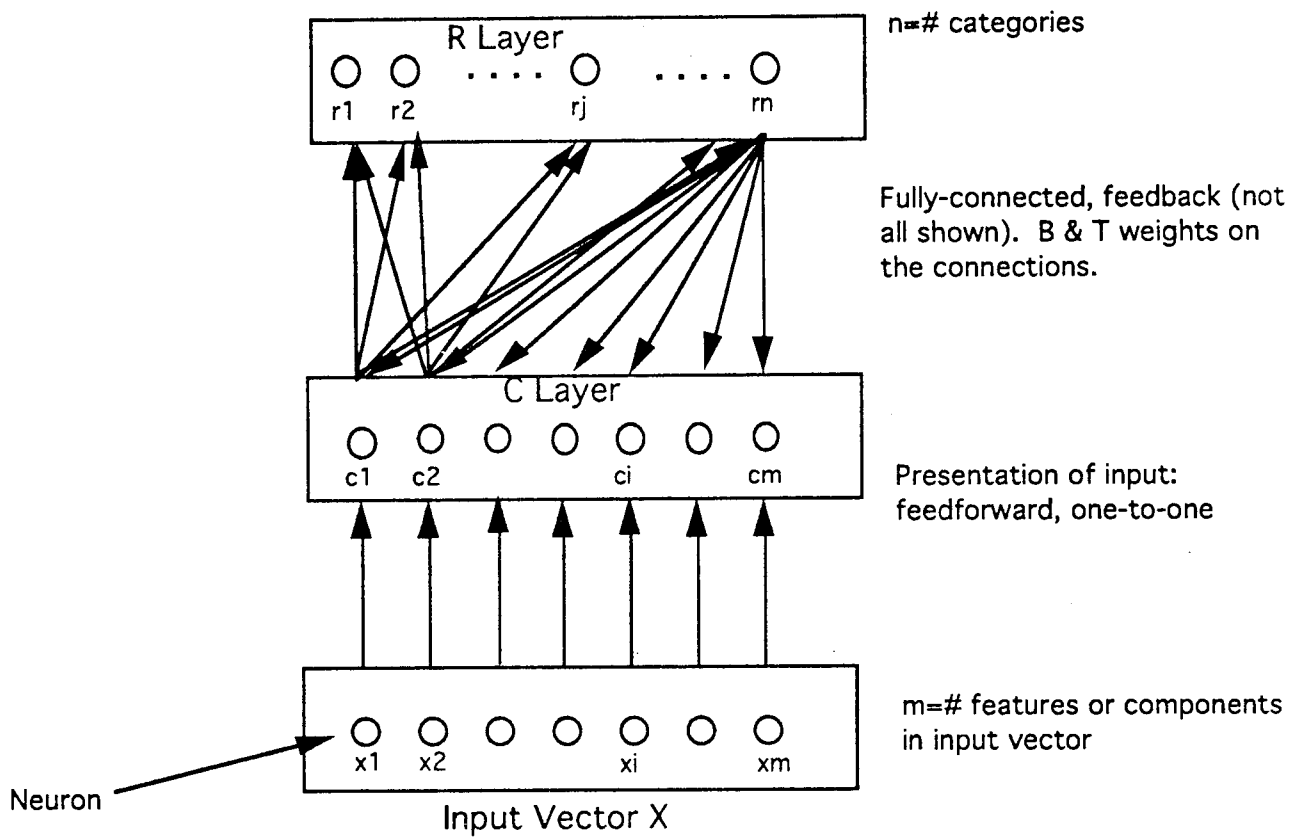 n=# categories
R Layer
r1 r2 .... rj .... rn
Fully-connected, feedback (not
all shown). B & T weights on
the connections.
C Layer
c1 c2 ci cm
Presentation of input:
feedforward, one-to-one
m=# features or components
in input vector
x1 x2 xi xm
Neuron
Input Vector X